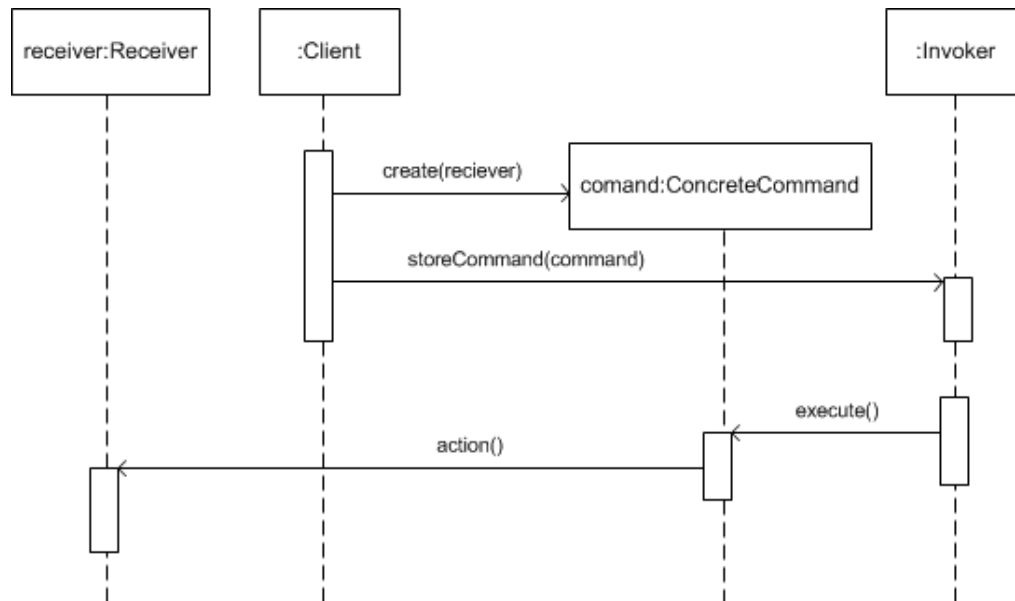 receiver:Receiver
:Client
:Invoker
create(reciever)
comand:ConcreteCommand
storeCommand(command)
execute()
action()